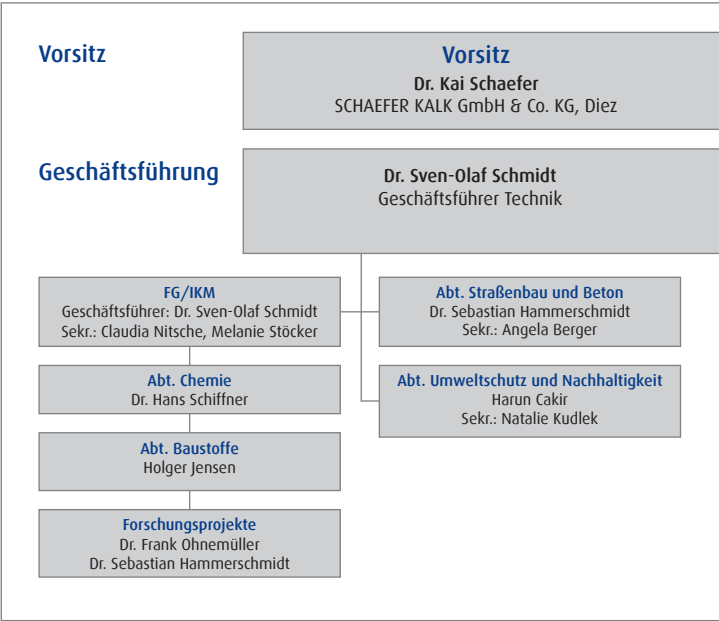 Vorsitz
Vorsitz
Dr. Kai Schaefer
SCHAEFER KALK GmbH & Co. KG, Diez
Geschäftsführung
Dr. Sven-Olaf Schmidt
Geschäftsführer Technik
FG/IKM
Geschäftsführer: Dr. Sven-Olaf Schmidt
Sekr.: Claudia Nitsche, Melanie Stöcker
Abt. Chemie
Dr. Hans Schiffner
Abt. Baustoffe
Holger Jensen
Forschungsprojekte
Dr. Frank Ohnemüller
Dr. Sebastian Hammerschmidt
Abt. Straßenbau und Beton
Dr. Sebastian Hammerschmidt
Sekr.: Angela Berger
Abt. Umweltschutz und Nachhaltigkeit
Harun Cakir
Sekr.: Natalie Kudlek